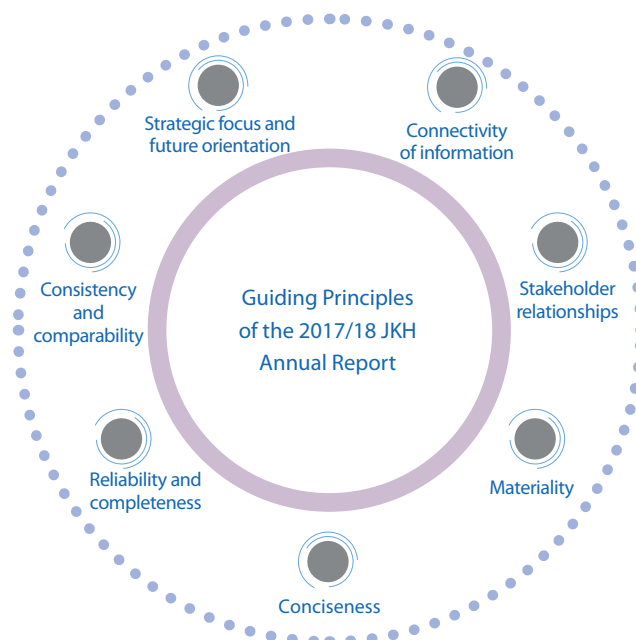 Strategic focus and
future orientation
Connectivity
of information
Consistency
and
comparability
Guiding Principles
of the 2017/18 JKH
Annual Report
Stakeholder
relationships
Reliability and
completeness
Materiality
Conciseness